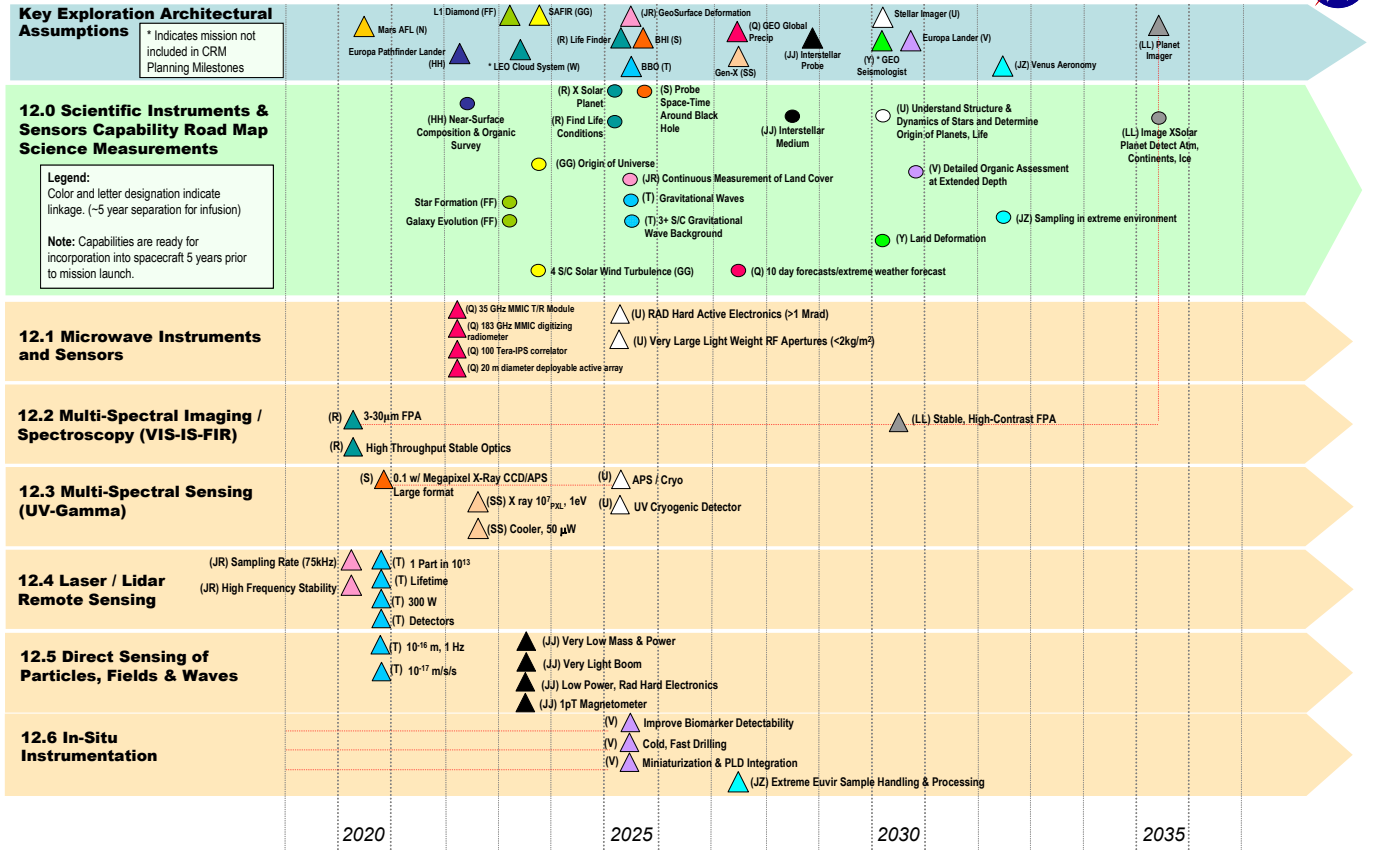 Key Exploration Architectural
Assumptions
* Indicates mission not
included in CRM
Planning Milestones
Mars AFL (N)
L1 Diamond (FF)
SAFIR (GG)
(JR) GeoSurface Deformation
Stellar Imager (U)
Europa Pathfinder Lander
(HH)
* LEO Cloud System (W)
(R) Life Finder
BHI (S)
BBO (T)
(Q) GEO Global
Precip
Gen-X (SS)
(JJ) Interstellar
Probe
(Y) * GEO
Seismologist
Europa Lander (V)
(JZ) Venus Aeronomy
(LL) Planet
Imager
12.0 Scientific Instruments &
Sensors Capability Road Map
Science Measurements
Legend:
Color and letter designation indicate
linkage. (~5 year separation for infusion)
Note: Capabilities are ready for
incorporation into spacecraft 5 years prior
to mission launch.
(HH) Near-Surface
Composition & Organic
Survey
(R) X Solar
Planet
(R) Find Life
Conditions
(S) Probe
Space-Time
Around Black
Hole
(JJ) Interstellar
Medium
(U) Understand Structure &
Dynamics of Stars and Determine
Origin of Planets, Life
(LL) Image XSolar
Planet Detect Atm,
Continents, Ice
(GG) Origin of Universe
(JR) Continuous Measurement of Land Cover
(V) Detailed Organic Assessment
at Extended Depth
Star Formation (FF)
(T) Gravitational Waves
Galaxy Evolution (FF)
(T) 3+ S/C Gravitational
Wave Background
(JZ) Sampling in extreme environment
(Y) Land Deformation
4 S/C Solar Wind Turbulence (GG)
(Q) 10 day forecasts/extreme weather forecast
12.1 Microwave Instruments
and Sensors
(Q) 35 GHz MMIC T/R Module
(Q) 183 GHz MMIC digitizing
radiometer
(Q) 100 Tera-IPS correlator
(Q) 20 m diameter deployable active array
(U) RAD Hard Active Electronics (>1 Mrad)
(U) Very Large Light Weight RF Apertures (<2kg/m²)
12.2 Multi-Spectral Imaging /
Spectroscopy (VIS-IS-FIR)
(R) 3-30µm FPA
(R) High Throughput Stable Optics
(LL) Stable, High-Contrast FPA
12.3 Multi-Spectral Sensing
(UV-Gamma)
(S) 0.1 w/ Megapixel X-Ray CCD/APS
Large format
(SS) X ray 10⁷PXL, 1eV
(SS) Cooler, 50 µW
(U) APS / Cryo
(U) UV Cryogenic Detector
12.4 Laser / Lidar
Remote Sensing
(JR) Sampling Rate (75kHz)
(JR) High Frequency Stability
(T) 1 Part in 10¹³
(T) Lifetime
(T) 300 W
(T) Detectors
12.5 Direct Sensing of
Particles, Fields & Waves
(T) 10⁻¹⁶ m, 1 Hz
(T) 10⁻¹⁷ m/s/s
(JJ) Very Low Mass & Power
(JJ) Very Light Boom
(JJ) Low Power, Rad Hard Electronics
(JJ) 1pT Magnetometer
12.6 In-Situ
Instrumentation
(V) Improve Biomarker Detectability
(V) Cold, Fast Drilling
(V) Miniaturization & PLD Integration
(JZ) Extreme Euvir Sample Handling & Processing
2020
2025
2030
2035